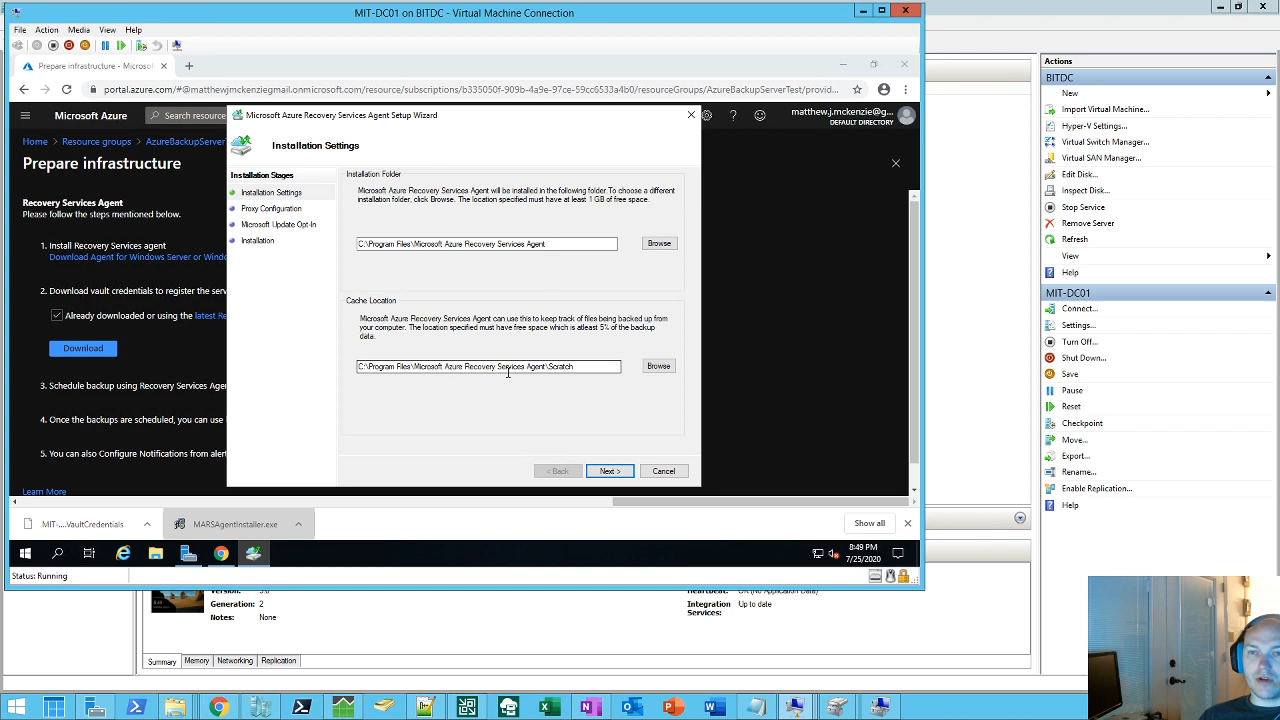 MIT-DC01 on BITDC - Virtual Machine Connection
File Action Media View Help
Prepare infrastructure - Microsof
portal.azure.com/#@matthewjmckenziegmail.onmicrosoft.com/resource/subscriptions/b335050f-909b-4a9e-97ce-59cc6533a4b0/resourceGroups/AzureBackupServerTest/provid...
Microsoft Azure
Search resource
matthew.j.mckenzie@g...
DEFAULT DIRECTORY
Home > Resource groups > AzureBackupServer
Prepare infrastructure
Recovery Services Agent
Please follow the steps mentioned below.
1. Install Recovery Services agent
Download Agent for Windows Server or Windo
2. Download vault credentials to register the serv
Already downloaded or using the latest Re
Download
3. Schedule backup using Recovery Services Agen
4. Once the backups are scheduled, you can use
5. You can also Configure Notifications from alert
Learn More
Microsoft Azure Recovery Services Agent Setup Wizard
Installation Settings
Installation Stages
Installation Settings
Proxy Configuration
Microsoft Update Opt-In
Installation
Installation Folder
Microsoft Azure Recovery Services Agent will be installed in the following folder.To choose a different
installation folder, click Browse. The location specified must have at least 1 GB of free space.
C:\Program Files\Microsoft Azure Recovery Services Agent
Browse
Cache Location
Microsoft Azure Recovery Services Agent can use this to keep track of files being backed up from
your computer. The location specified must have free space which is atleast 5% of the backup
data.
C:\Program Files\Microsoft Azure Recovery Services Agent\Scratch
Browse
< Back Next > Cancel
MIT-....VaultCredentials
MARSAgentInstaller.exe
Show all
8:49 PM
7/25/2020
Status: Running
Generation: 2
Notes: None
Integration Up to date
Services:
Summary Memory Networking Replication
Actions
BITDC
New
Import Virtual Machine...
Hyper-V Settings...
Virtual Switch Manager...
Virtual SAN Manager...
Edit Disk...
Inspect Disk...
Stop Service
Remove Server
Refresh
View
Help
MIT-DC01
Connect...
Settings...
Turn Off...
Shut Down...
Save
Pause
Reset
Checkpoint
Move...
Export...
Rename...
Enable Replication...
Help